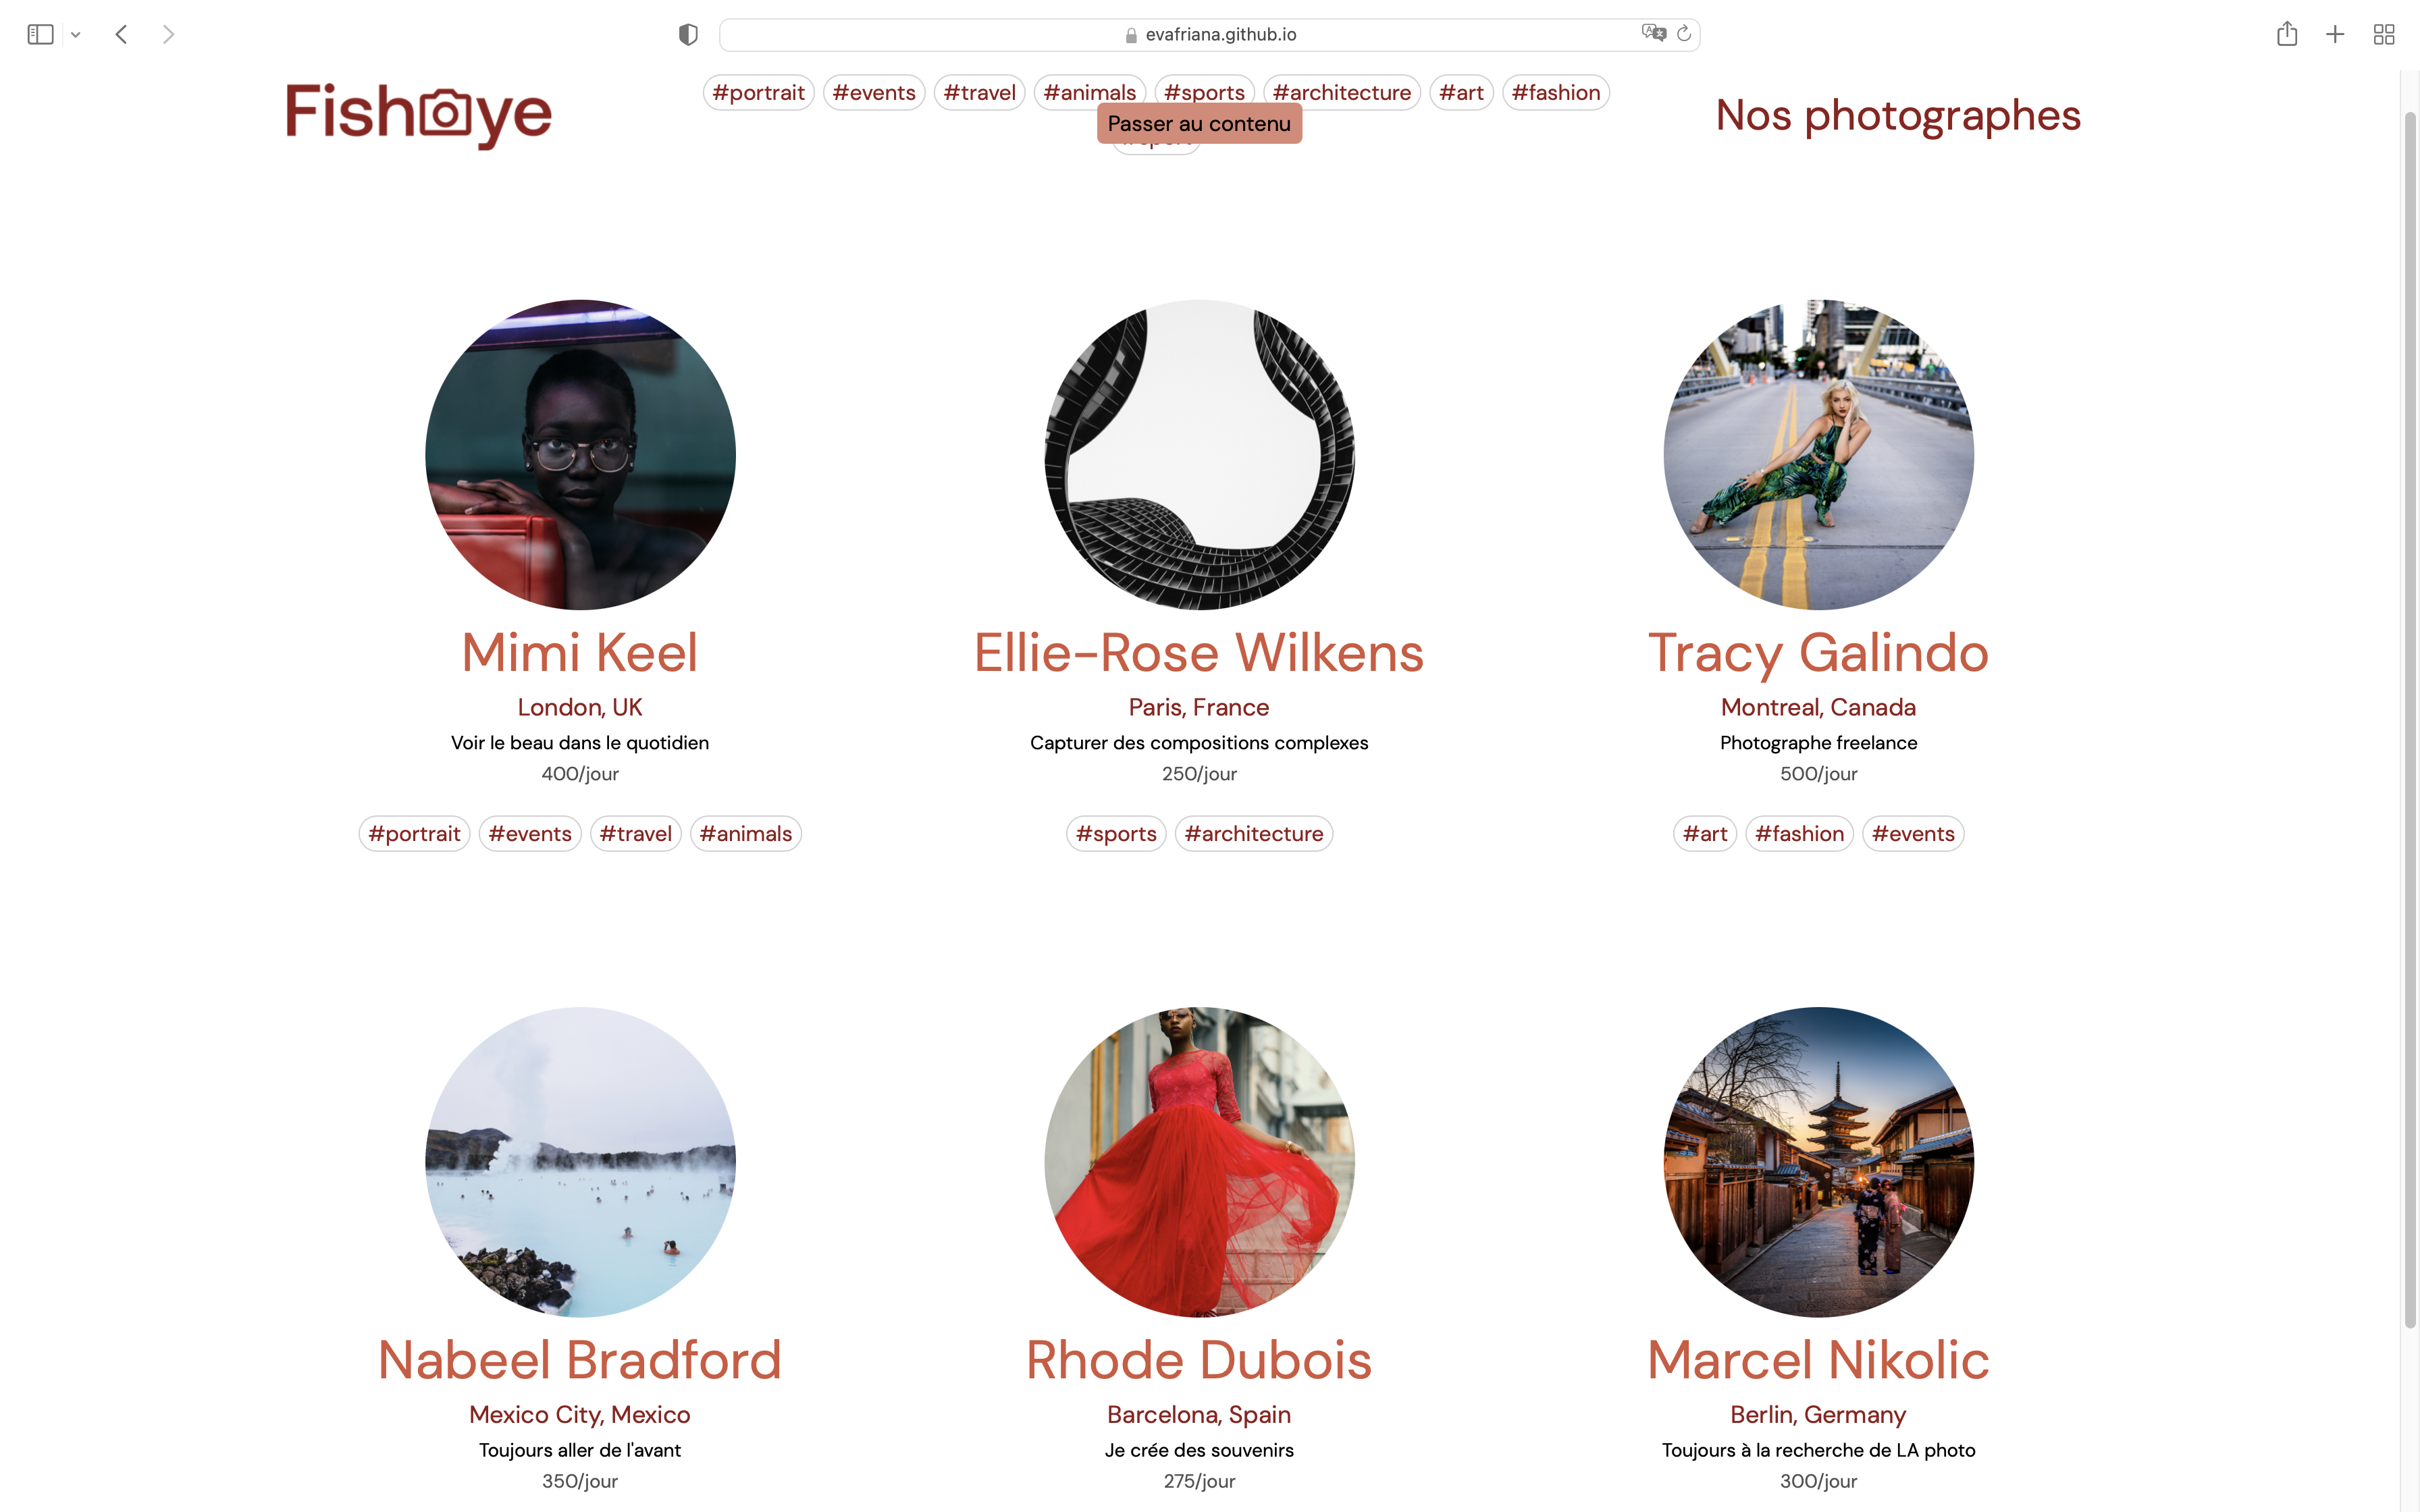 evafriana.github.io
Fisheye
#portrait #events #travel #animals #sports #architecture #art #fashion
Passer au contenu
Nos photographes
Mimi Keel
London, UK
Voir le beau dans le quotidien
400/jour
#portrait #events #travel #animals
Ellie-Rose Wilkens
Paris, France
Capturer des compositions complexes
250/jour
#sports #architecture
Tracy Galindo
Montreal, Canada
Photographe freelance
500/jour
#art #fashion #events
Nabeel Bradford
Mexico City, Mexico
Toujours aller de l'avant
350/jour
Rhode Dubois
Barcelona, Spain
Je crée des souvenirs
275/jour
Marcel Nikolic
Berlin, Germany
Toujours à la recherche de LA photo
300/jour